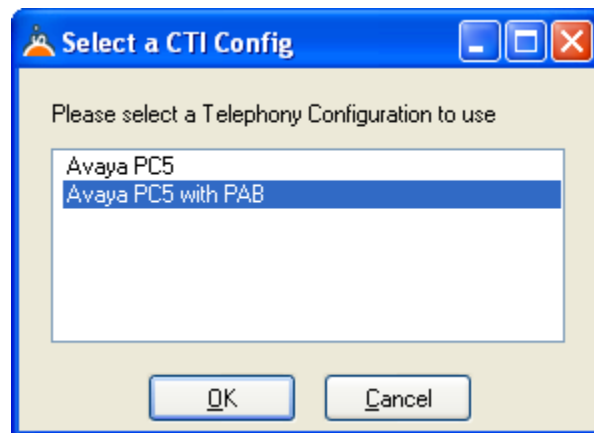 Select a CTI Config
Please select a Telephony Configuration to use
Avaya PC5
Avaya PC5 with PAB
OK
Cancel